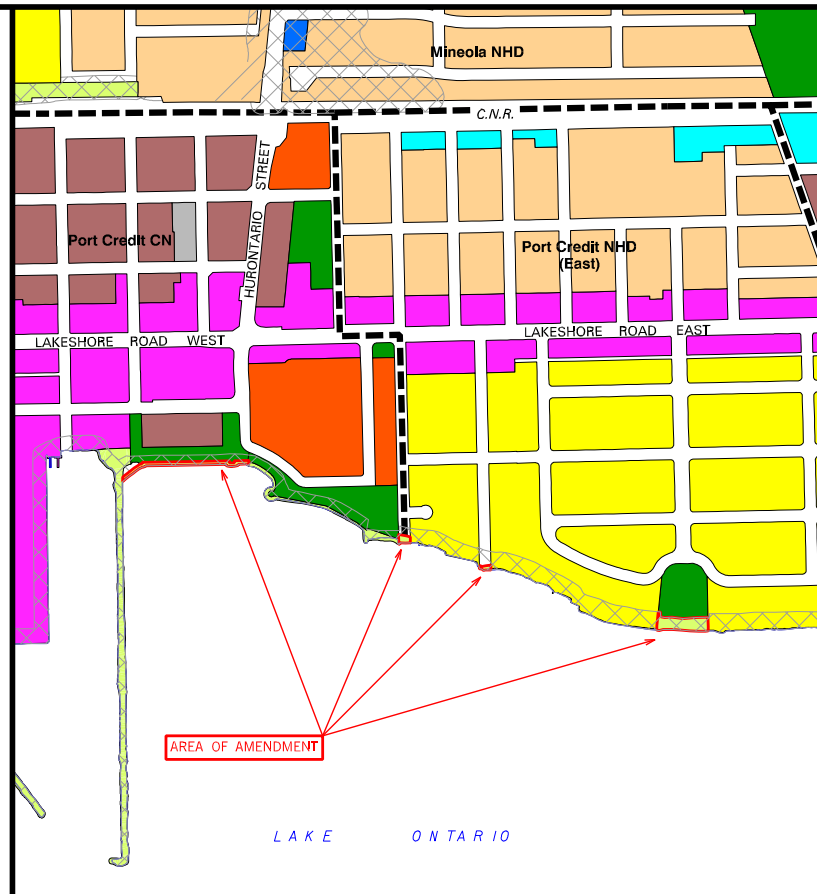 Mineola NHD
C.N.R.
HURONTARIO STREET
Port Credit CN
Port Credit NHD
(East)
LAKESHORE ROAD WEST
LAKESHORE ROAD EAST
AREA OF AMENDMENT
LAKE ONTARIO